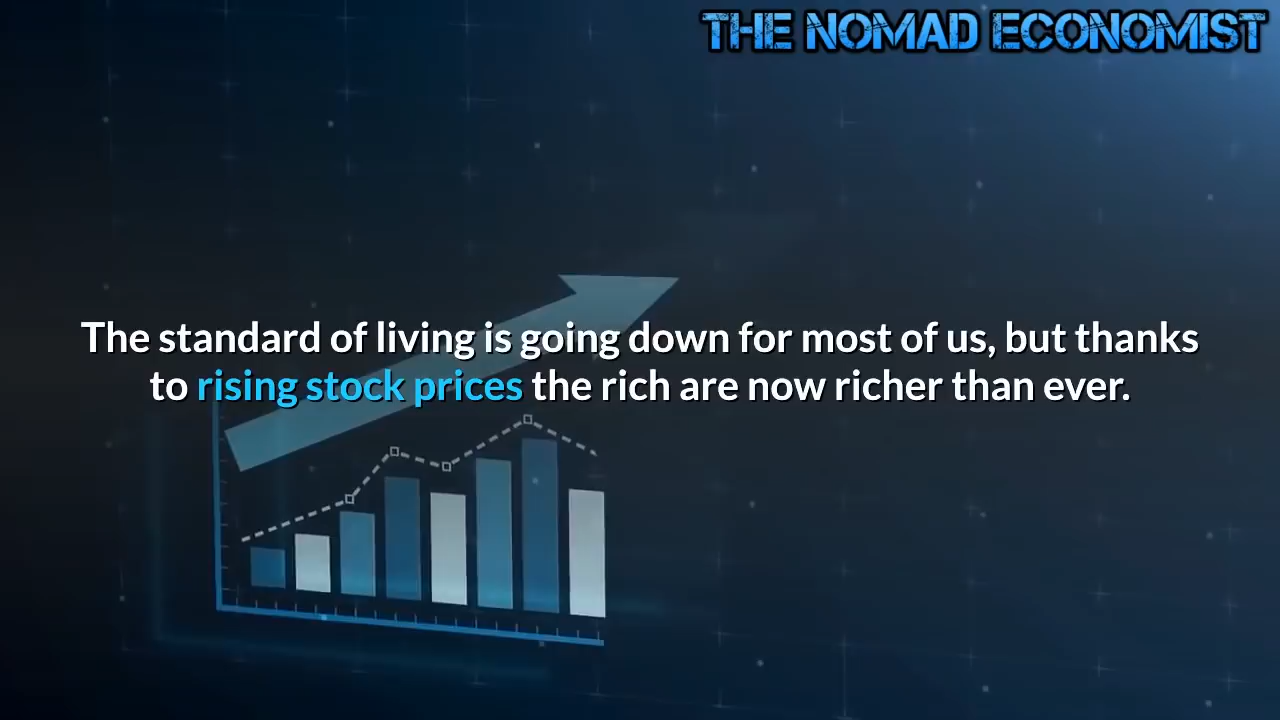 THE NOMAD ECONOMIST
The standard of living is going down for most of us, but thanks
to rising stock prices the rich are now richer than ever.